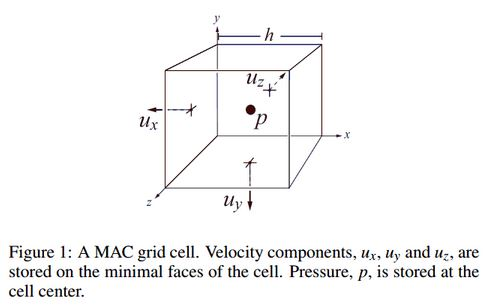 y
h
u_z
u_x
p
x
z
u_y
Figure 1: A MAC grid cell. Velocity components, u_x, u_y and u_z, are
stored on the minimal faces of the cell. Pressure, p, is stored at the
cell center.